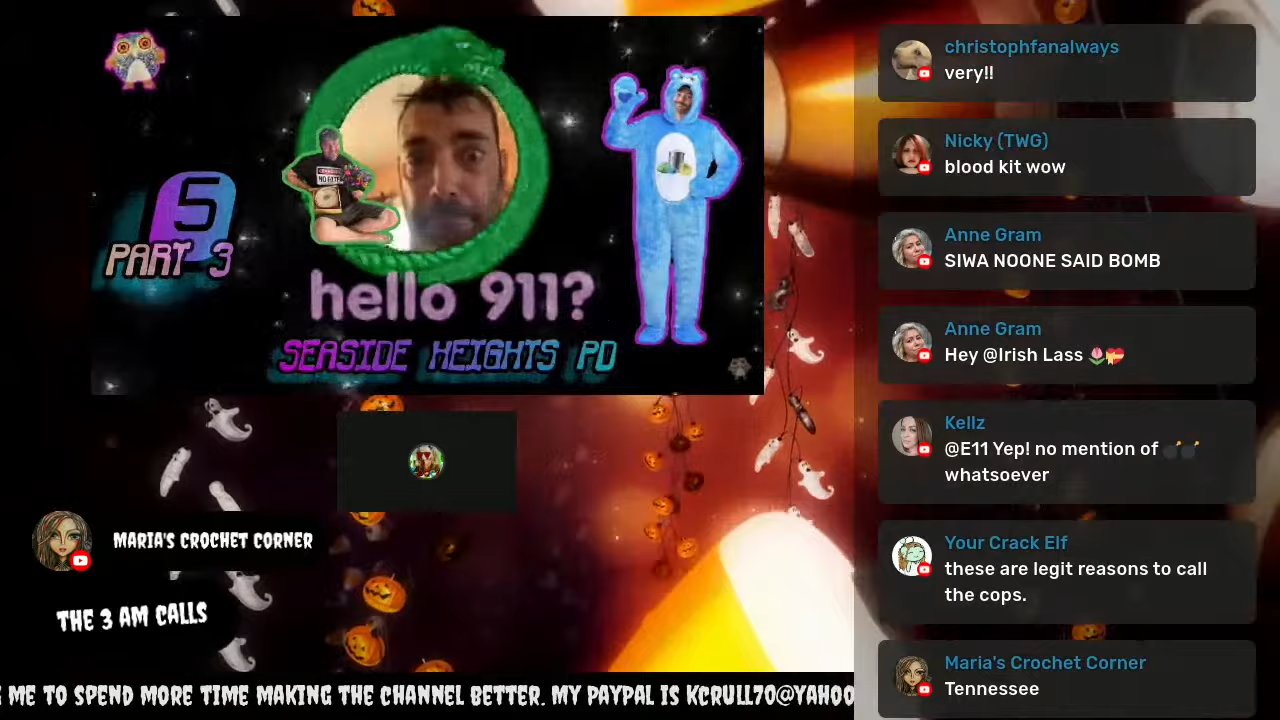 5
PART 3
hello 911?
SEASIDE HEIGHTS PD
MARIA'S CROCHET CORNER
THE 3 AM CALLS
ME TO SPEND MORE TIME MAKING THE CHANNEL BETTER. MY PAYPAL IS KCRULL70@YAHOO
christophfanalways
very!!
Nicky (TWG)
blood kit wow
Anne Gram
SIWA NOONE SAID BOMB
Anne Gram
Hey @Irish Lass 🌷💝
Kellz
@E11 Yep! no mention of 💣💣
whatsoever
Your Crack Elf
these are legit reasons to call
the cops.
Maria's Crochet Corner
Tennessee